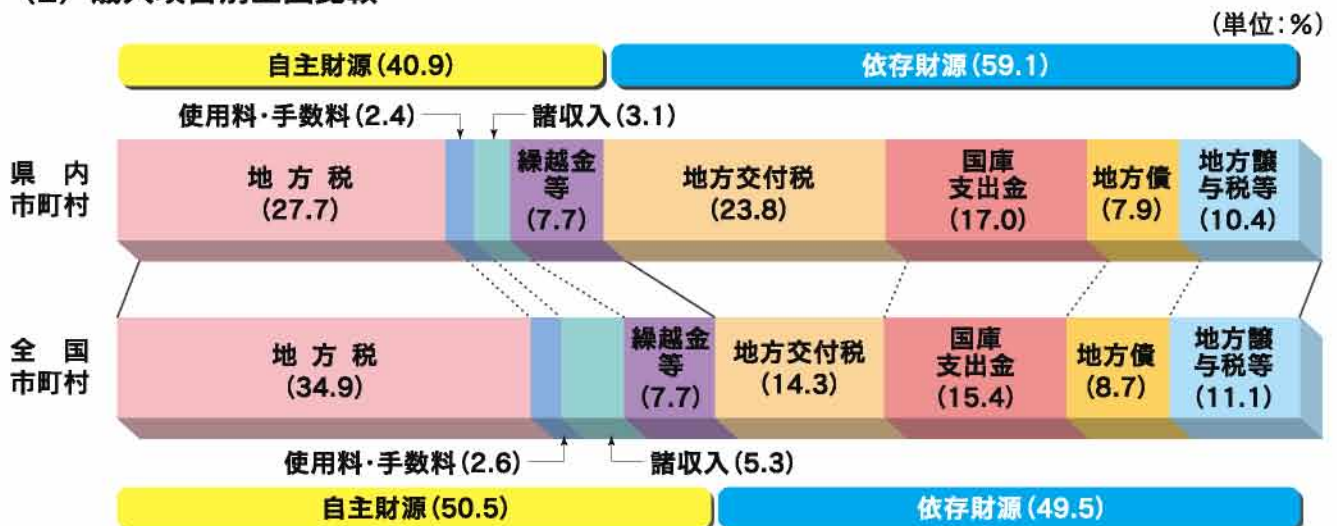 (単位:%)
自主財源(40.9)
依存財源(59.1)
使用料・手数料(2.4)
諸収入(3.1)
県内
市町村
地方税
(27.7)
繰越金
等
(7.7)
地方交付税
(23.8)
国庫
支出金
(17.0)
地方債
(7.9)
地方譲
与税等
(10.4)
全国
市町村
地方税
(34.9)
繰越金
等
(7.7)
地方交付税
(14.3)
国庫
支出金
(15.4)
地方債
(8.7)
地方譲
与税等
(11.1)
使用料・手数料(2.6)
諸収入(5.3)
自主財源(50.5)
依存財源(49.5)